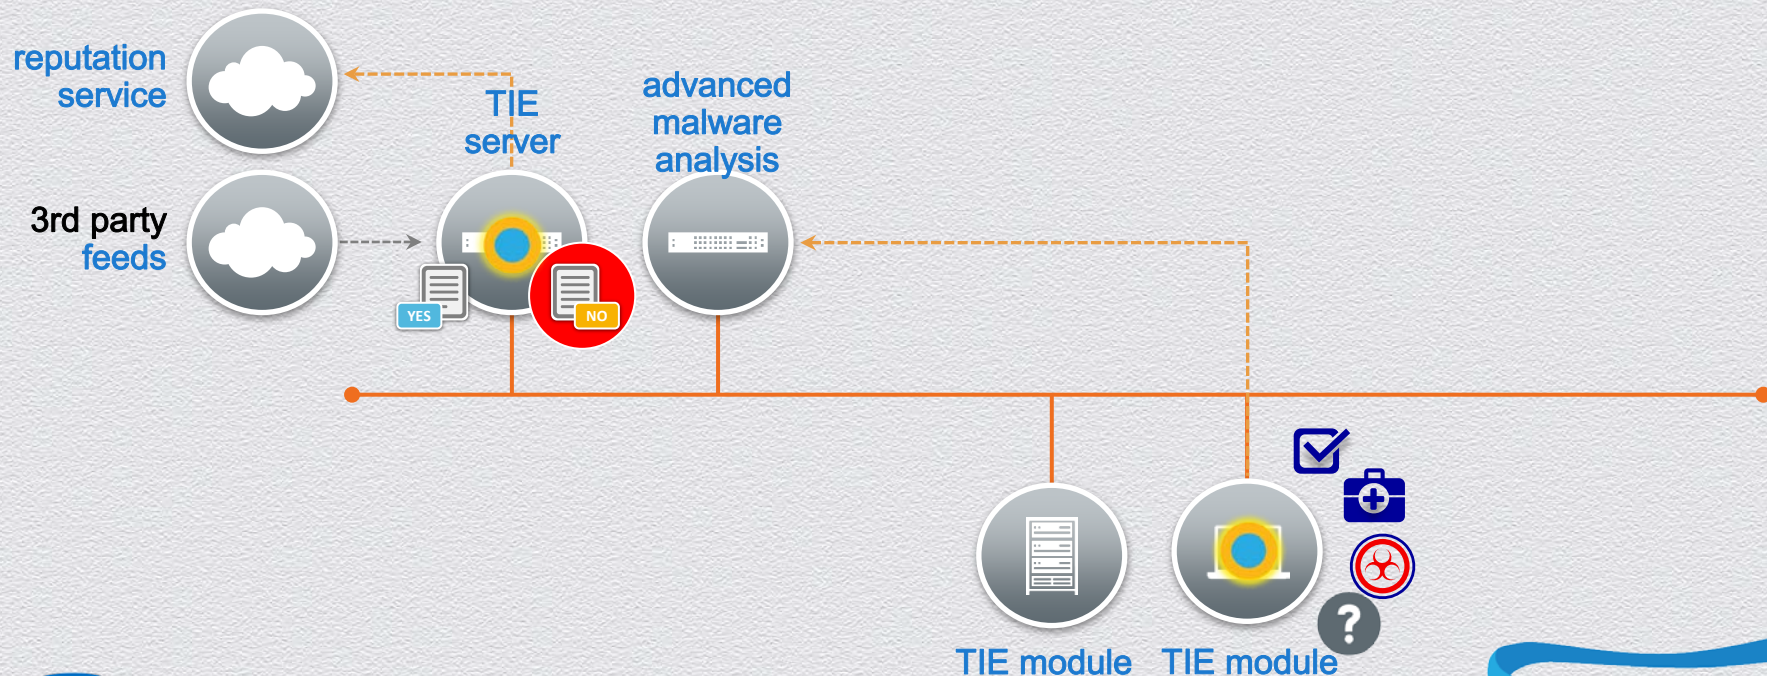 reputation
service
TIE
server
advanced
malware
analysis
3rd party
feeds
YES
NO
?
TIE module
TIE module